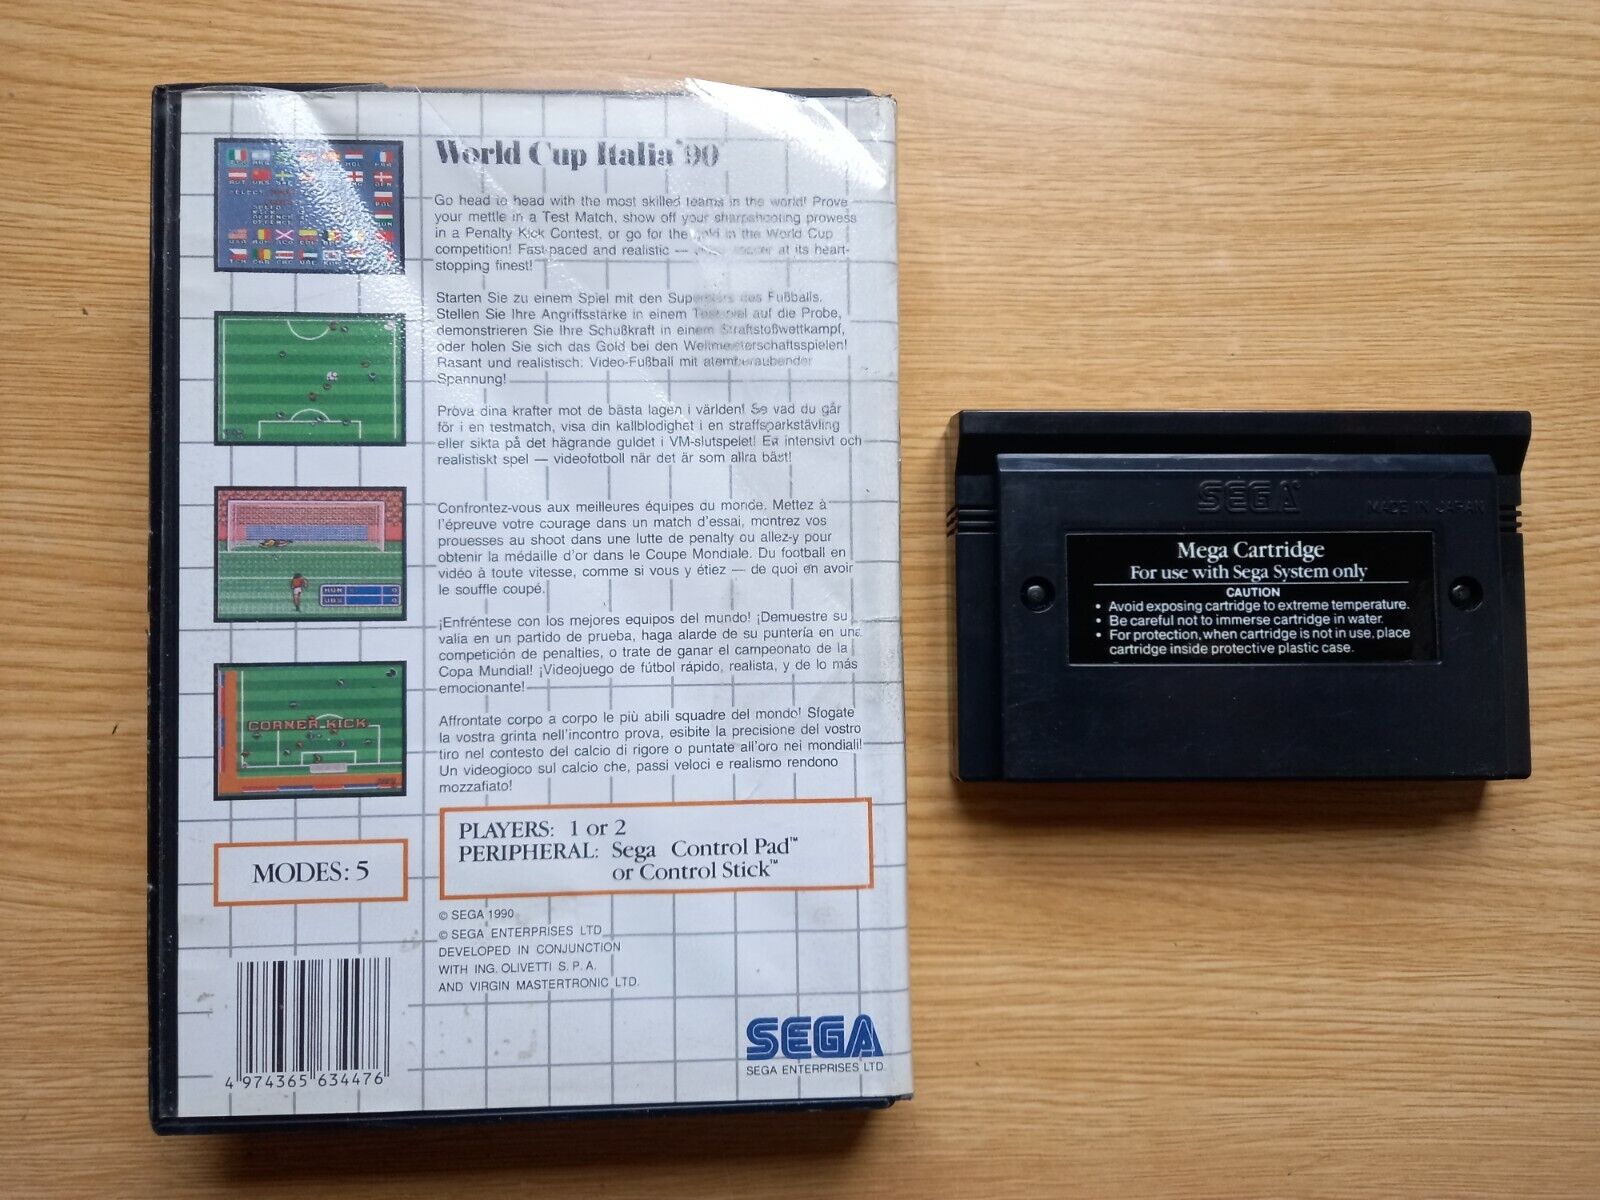 World Cup Italia '90
Go head to head with the most skilled teams in the world! Prove
your mettle in a Test Match, show off your sharpshooting prowess
in a Penalty Kick Contest, or go for the gold in the World Cup
competition! Fast-paced and realistic — video soccer at its heart-
stopping finest!
Starten Sie zu einem Spiel mit den Superstars des Fußballs.
Stellen Sie Ihre Angriffsstärke in einem Testspiel auf die Probe,
demonstrieren Sie Ihre Schußkraft in einem Straftstoßwettkampf,
oder holen Sie sich das Gold bei den Weltmeisterschaftsspielen!
Rasant und realistisch: Video-Fußball mit atemberaubender
Spannung!
Pröva dina krafter mot de bästa lagen i världen! Se vad du går
för i en testmatch, visa din kallblodighet i en straffsparkstävling
eller sikta på det hägrande guldet i VM-slutspelet! Ett intensivt och
realistiskt spel — videofotboll när det är som allra bäst!
Confrontez-vous aux meilleures équipes du monde. Mettez à
l'épreuve votre courage dans un match d'essai, montrez vos
prouesses au shoot dans une lutte de penalty ou allez-y pour
obtenir la médaille d'or dans le Coupe Mondiale. Du football en
vidéo à toute vitesse, comme si vous y étiez — de quoi en avoir
le souffle coupé.
¡Enfréntese con los mejores equipos del mundo! ¡Demuestre su
valía en un partido de prueba, haga alarde de su puntería en una
competición de penalties, o trate de ganar el campeonato de la
Copa Mundial! ¡Videojuego de fútbol rápido, realista, y de lo más
emocionante!
Affrontate corpo a corpo le più abili squadre del mondo! Sfogate
la vostra grinta nell'incontro prova, esibite la precisione del vostro
tiro nel contesto del calcio di rigore o puntate all'oro nei mondiali!
Un videogioco sul calcio che, passi veloci e realismo rendono
mozzafiato!
CORNER KICK
MODES: 5
PLAYERS: 1 or 2
PERIPHERAL: Sega Control Pad™
or Control Stick™
© SEGA 1990
© SEGA ENTERPRISES LTD
DEVELOPED IN CONJUNCTION
WITH ING. OLIVETTI S.P.A.
AND VIRGIN MASTERTRONIC LTD.
4 974365 634476
SEGA
SEGA ENTERPRISES LTD.
SEGA
MADE IN JAPAN
Mega Cartridge
For use with Sega System only
CAUTION
• Avoid exposing cartridge to extreme temperature.
• Be careful not to immerse cartridge in water.
• For protection, when cartridge is not in use, place
cartridge inside protective plastic case.